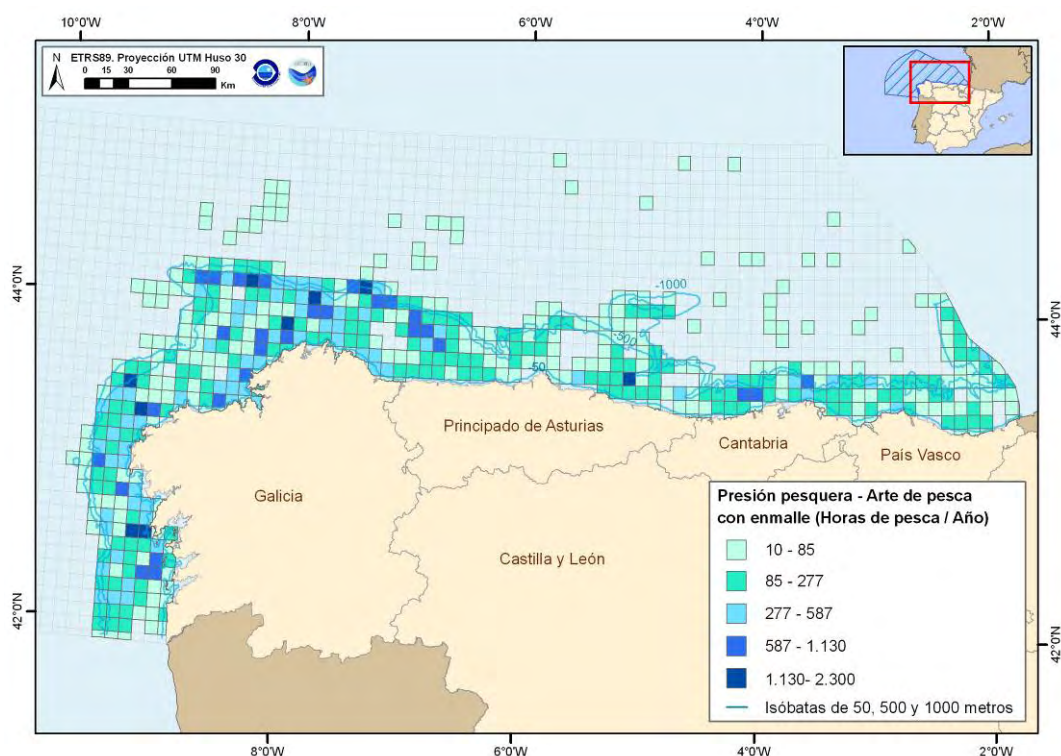 10°0'W
8°0'W
6°0'W
4°0'W
2°0'W
N
ETRS89. Proyección UTM Huso 30
0 15 30 60 90
Km
44°0'N
44°0'N
-1000
-500
-50
Principado de Asturias
Cantabria
País Vasco
Galicia
Castilla y León
Presión pesquera - Arte de pesca
con enmalle (Horas de pesca / Año)
10 - 85
85 - 277
277 - 587
587 - 1.130
1.130- 2.300
Isóbatas de 50, 500 y 1000 metros
42°0'N
42°0'N
8°0'W
6°0'W
4°0'W
2°0'W